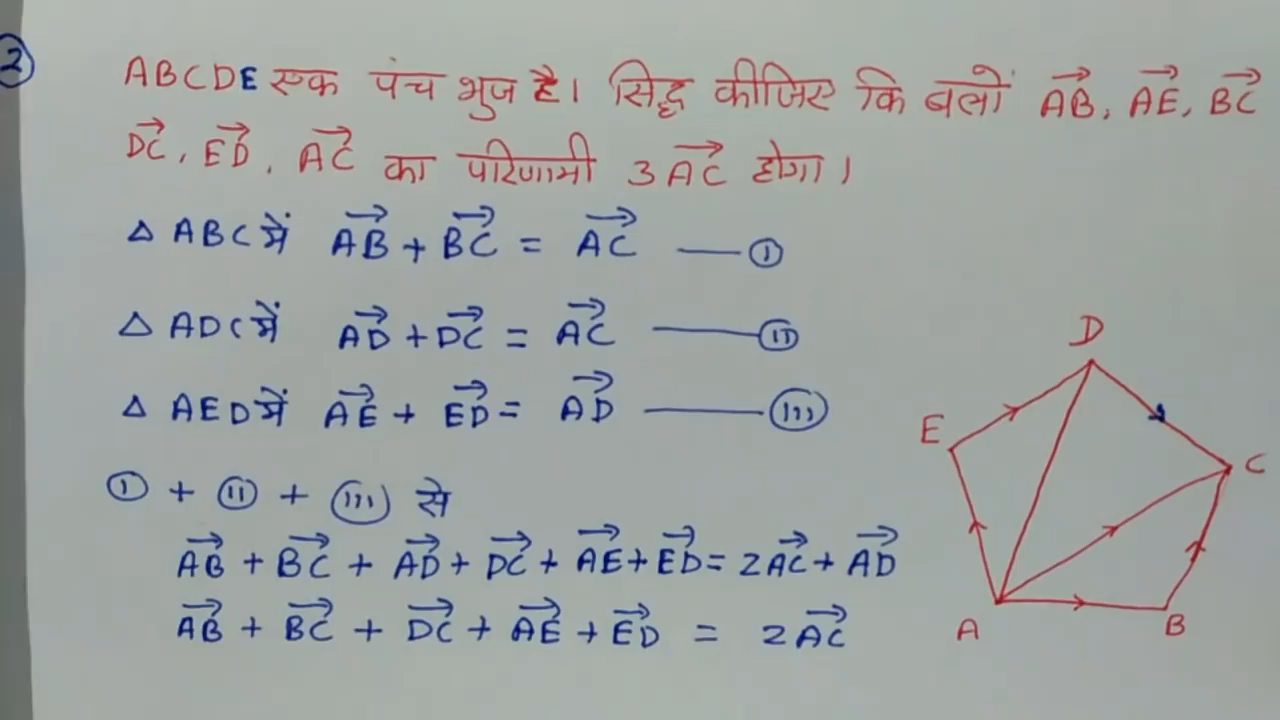 2
ABCDE एक पंच भुज है। सिद्ध कीजिए कि बलों →AB, →AE, →BC
→DC, →ED, →AC का परिणामी 3→AC होगा।
△ ABC में →AB + →BC = →AC — (i)
△ ADC में →AD + →DC = →AC — (ii)
△ AED में →AE + →ED = →AD — (iii)
(i) + (ii) + (iii) से
→AB + →BC + →AD + →DC + →AE + →ED = 2→AC + →AD
→AB + →BC + →DC + →AE + →ED = 2→AC
D
E
C
A
B